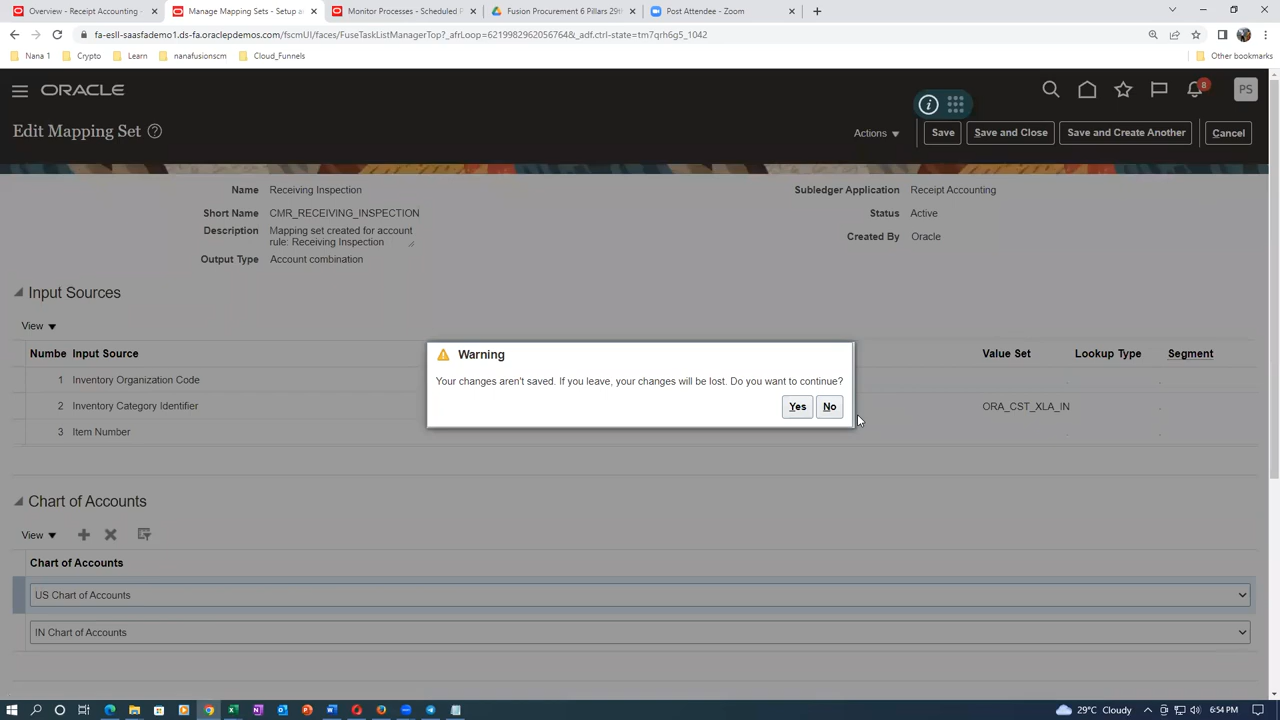 Overview - Receipt Accounting -
Manage Mapping Sets - Setup a
Monitor Processes - Scheduled P
Fusion Procurement 6 Pillars 29th
Post Attendee - Zoom
fa-esll-saasfademo1.ds-fa.oraclepdemos.com/fscmUI/faces/FuseTaskListManagerTop?_afrLoop=6219982962056764&_adf.ctrl-state=tm7qrh6g5_1042
Nana 1
Crypto
Learn
nanafusionscm
Cloud_Funnels
Other bookmarks
ORACLE
8
PS
Edit Mapping Set
Actions
Save
Save and Close
Save and Create Another
Cancel
Name Receiving Inspection
Short Name CMR_RECEIVING_INSPECTION
Description Mapping set created for account
rule: Receiving Inspection
Output Type Account combination
Subledger Application Receipt Accounting
Status Active
Created By Oracle
Input Sources
View
Numbe Input Source Value Set Lookup Type Segment
1 Inventory Organization Code
2 Inventory Category Identifier ORA_CST_XLA_IN
3 Item Number
Warning
Your changes aren't saved. If you leave, your changes will be lost. Do you want to continue?
Yes No
Chart of Accounts
View
Chart of Accounts
US Chart of Accounts
IN Chart of Accounts
29°C Cloudy
6:54 PM